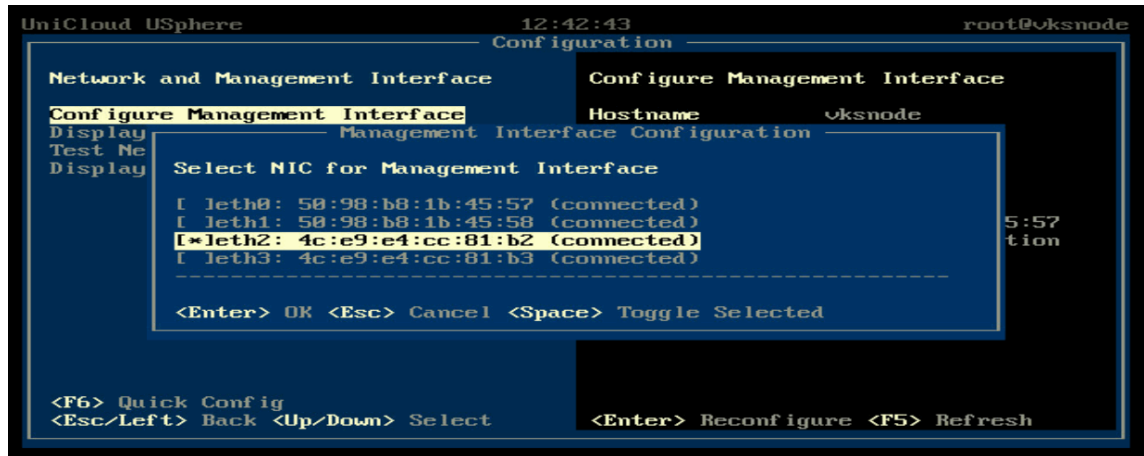 UniCloud USphere 12:42:43 root@vksnode
Configuration
Network and Management Interface Configure Management Interface
Configure Management Interface Hostname vksnode
Display Management Interface Configuration
Test Ne
Display Select NIC for Management Interface
[ ]eth0: 50:98:b8:1b:45:57 (connected)
[ ]eth1: 50:98:b8:1b:45:58 (connected) 5:57
[*]eth2: 4c:e9:e4:cc:81:b2 (connected) tion
[ ]eth3: 4c:e9:e4:cc:81:b3 (connected)
------------------------------------------------------------
<Enter> OK <Esc> Cancel <Space> Toggle Selected
<F6> Quick Config
<Esc/Left> Back <Up/Down> Select <Enter> Reconfigure <F5> Refresh